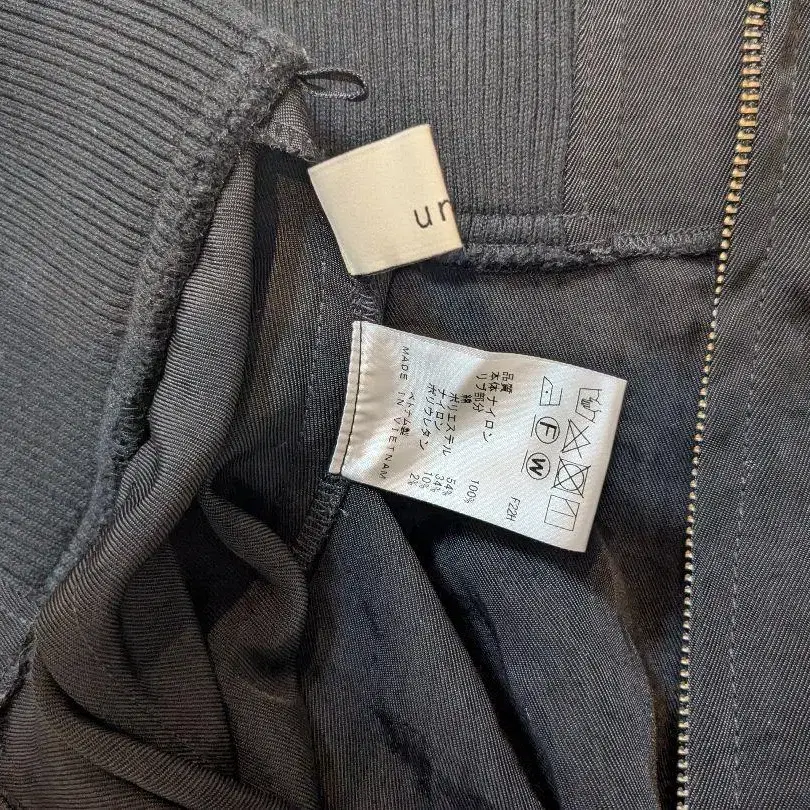 ur
品質
本体 ナイロン 100%
リブ部分
綿 54%
ポリエステル 34%
ナイロン 10%
ポリウレタン 2%
ベトナム製
MADE IN VIETNAM
F22H
F
W